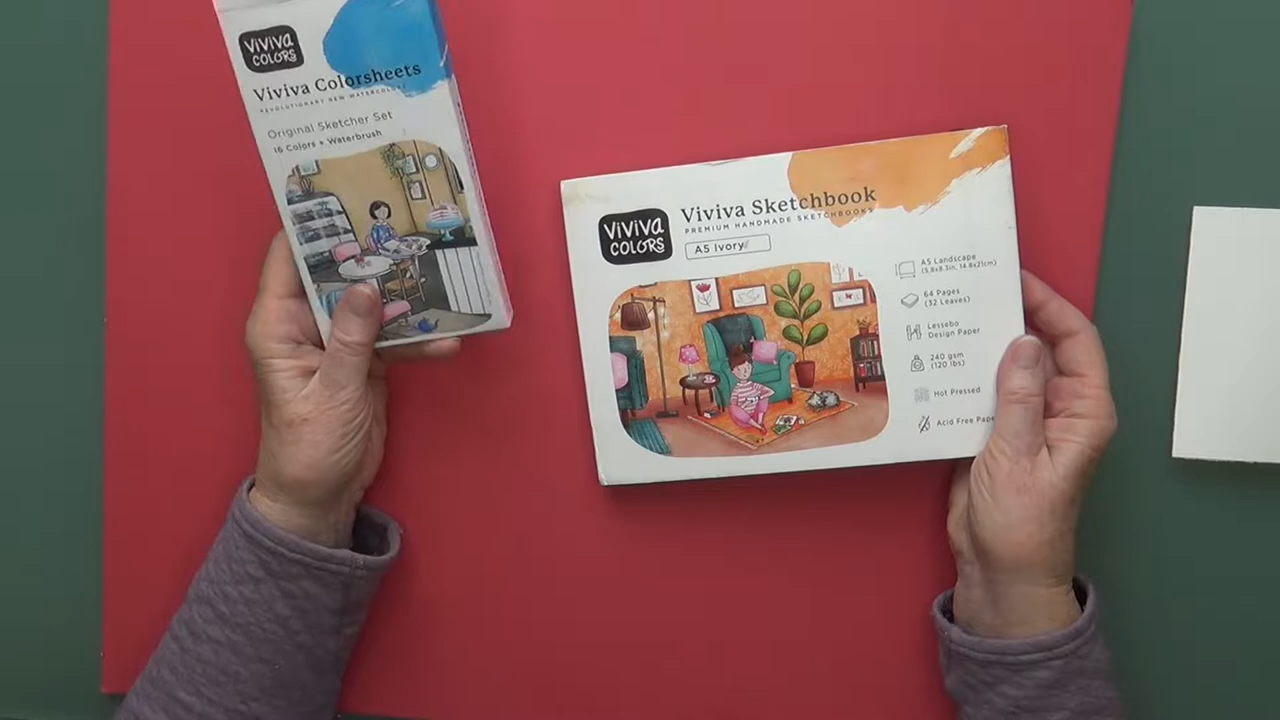 ViViVA
COLORS
Viviva Colorsheets
REVOLUTIONARY NEW WATERCOLORS
Original Sketcher Set
16 Colors + Waterbrush
ViViVA
COLORS
Viviva Sketchbook
PREMIUM HANDMADE SKETCHBOOKS
A5 Ivory
A5 Landscape
(5.8x8.3in, 14.8x21cm)
64 Pages
(32 Leaves)
Lessebo
Design Paper
240 gsm
(120 lbs)
Hot Pressed
Acid Free Pape